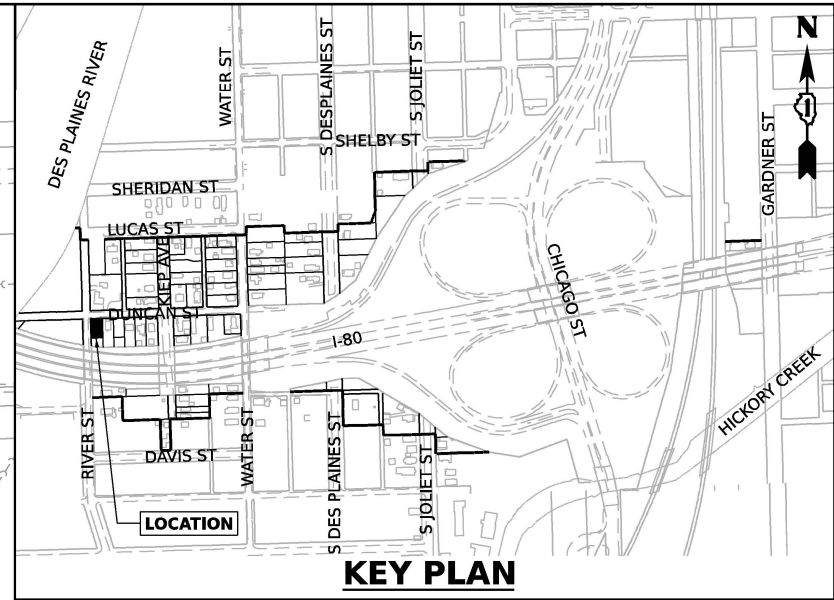 DES PLAINES RIVER
WATER ST
S DESPLAINES ST
S JOLIET ST
N
1
SHELBY ST
GARDNER ST
SHERIDAN ST
LUCAS ST
KIEP AVE
CHICAGO ST
DUNCAN ST
I-80
HICKORY CREEK
RIVER ST
WATER ST
DAVIS ST
S DES PLAINES ST
S JOLIET ST
LOCATION
KEY PLAN